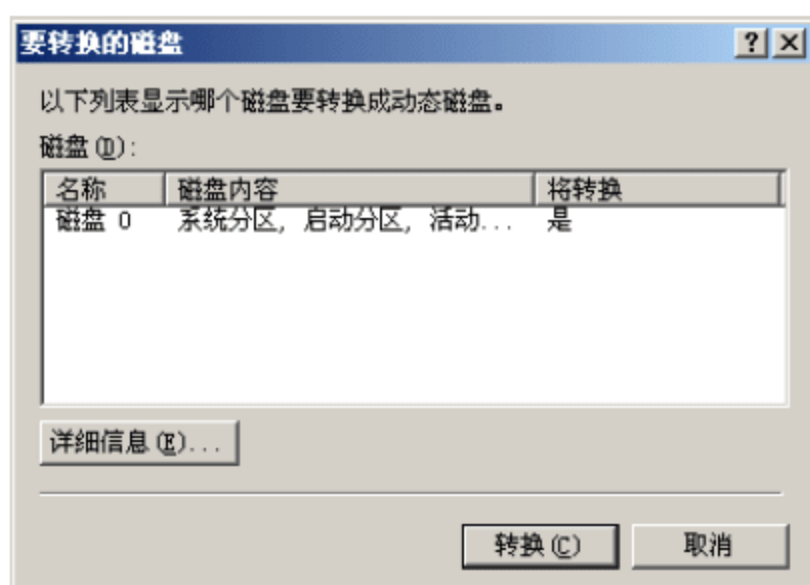 要转换的磁盘
以下列表显示哪个磁盘要转换成动态磁盘。
磁盘(D):
名称 磁盘内容 将转换
磁盘 0 系统分区, 启动分区, 活动... 是
详细信息(E)...
转换(C) 取消